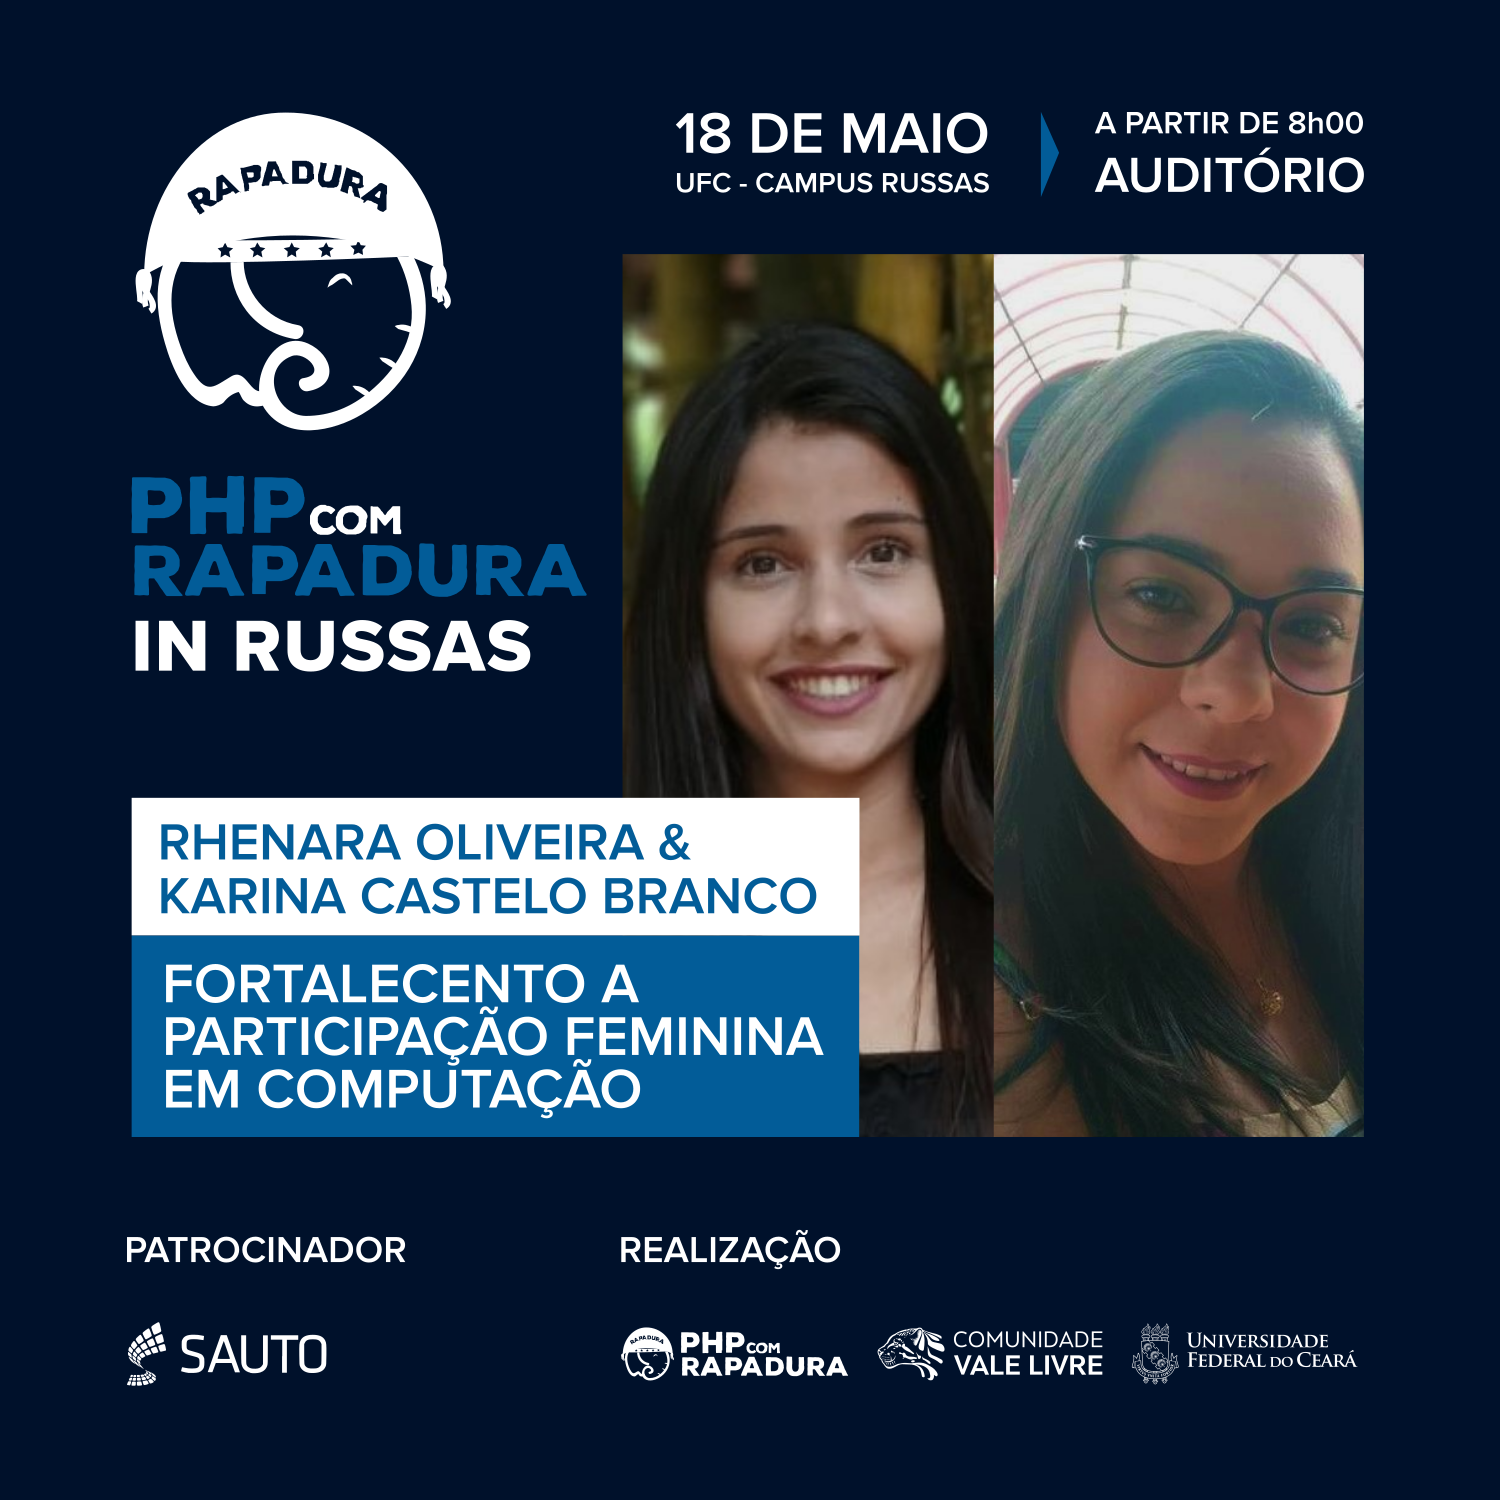 RAPADURA
PHP COM
RAPADURA
IN RUSSAS
18 DE MAIO
UFC - CAMPUS RUSSAS
A PARTIR DE 8h00
AUDITÓRIO
RHENARA OLIVEIRA &
KARINA CASTELO BRANCO
FORTALECENTO A
PARTICIPAÇÃO FEMININA
EM COMPUTAÇÃO
PATROCINADOR
SAUTO
REALIZAÇÃO
RAPADURA
PHP COM
RAPADURA
COMUNIDADE
VALE LIVRE
UNIVERSIDADE
FEDERAL DO CEARÁ